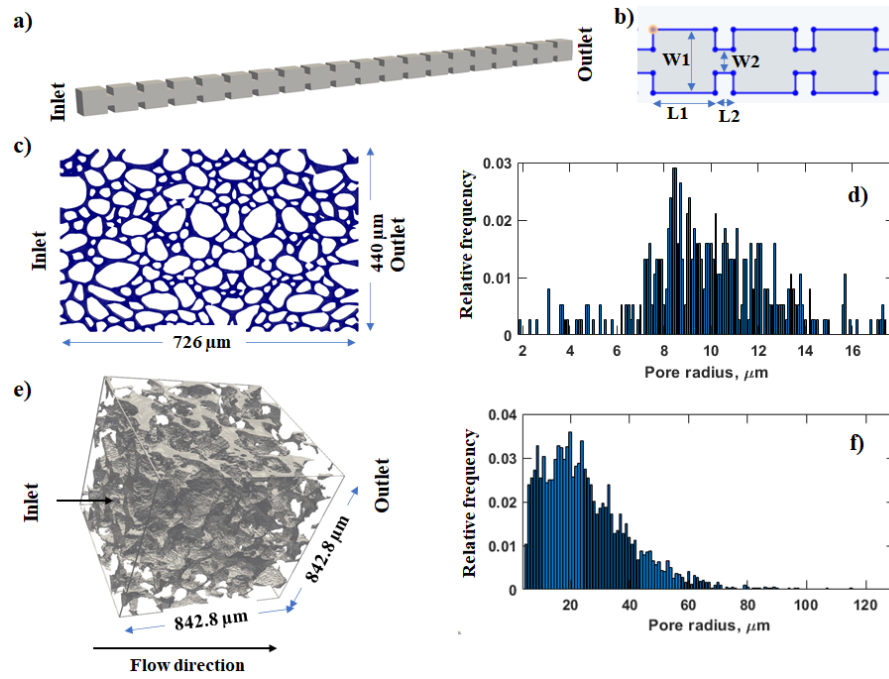 a)
Inlet
Outlet
b)
W1
W2
L1
L2
c)
Inlet
440 µm
Outlet
726 µm
d)
Relative frequency
0.03
0.02
0.01
0
2 4 6 8 10 12 14 16
Pore radius, µm
e)
Inlet
Outlet
842.8 µm
842.8 µm
Flow direction
f)
Relative frequency
0.04
0.03
0.02
0.01
0
20 40 60 80 100 120
Pore radius, µm